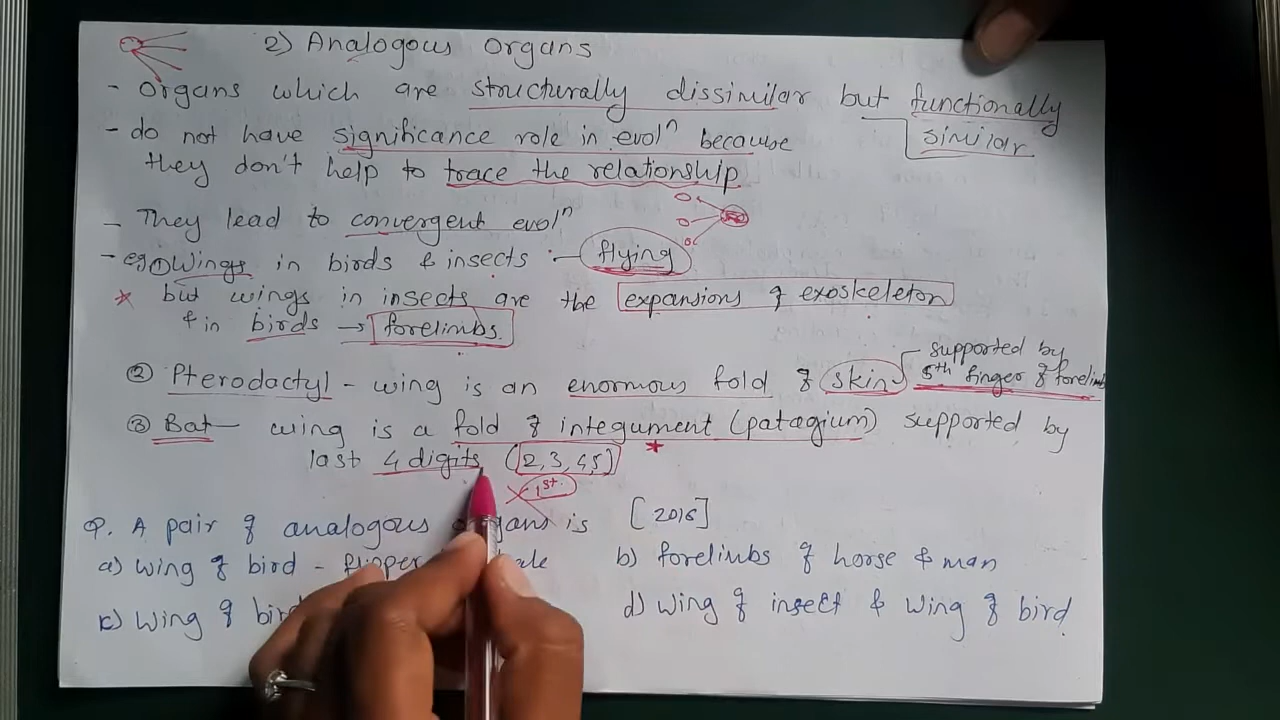 2) Analogous organs
- organs which are structurally dissimilar but functionally
similar
- do not have significance role in evolⁿ because
they don't help to trace the relationship
- They lead to convergent evolⁿ
- eg ① Wings in birds & insects :- flying
* but wings in insects are the expansions of exoskeleton
& in birds → forelimbs.
② Pterodactyl - wing is an enormous fold of skin
supported by
5th finger of forelimb
③ Bat - wing is a fold of integument (patagium) supported by
*
last 4 digits (2,3,4,5)
× 1st.
Q. A pair of analogous organs is [2016]
a) wing of bird - flipper
b) forelimbs of horse & man
c) wing of bird
d) wing of insect & wing of bird.